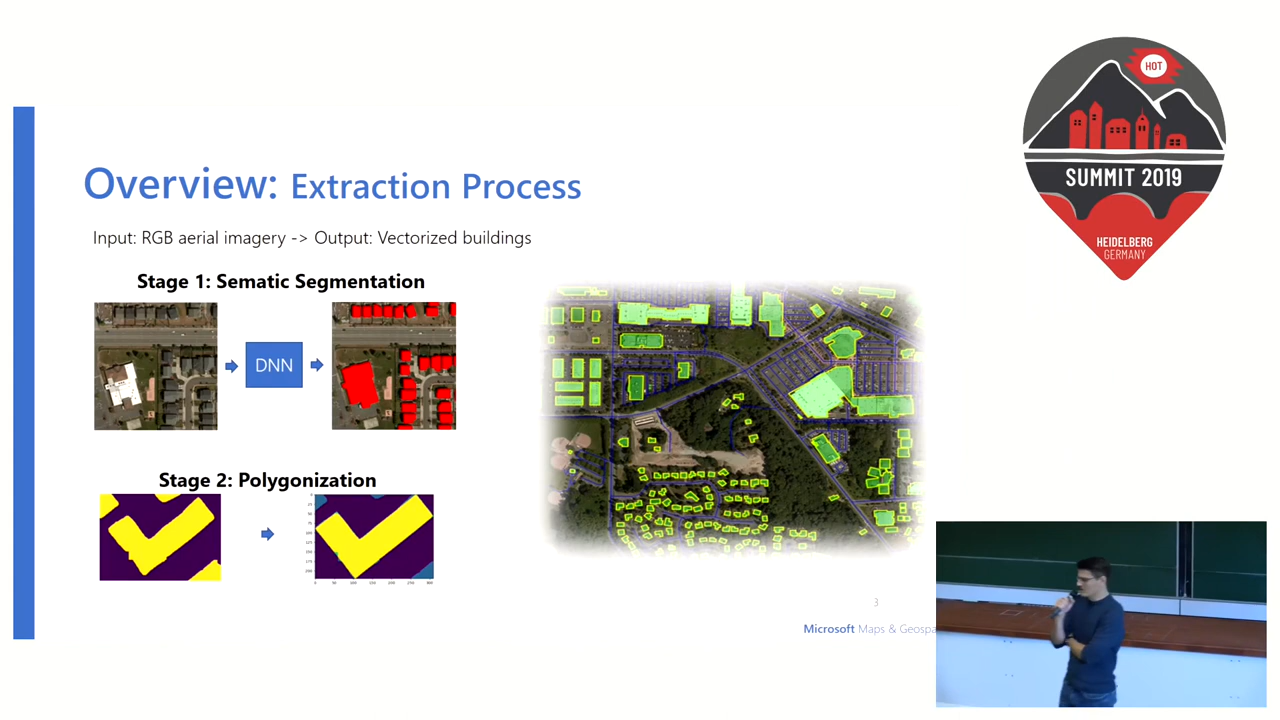 HOT
SUMMIT 2019
HEIDELBERG
GERMANY
Overview: Extraction Process
Input: RGB aerial imagery -> Output: Vectorized buildings
Stage 1: Sematic Segmentation
DNN
Stage 2: Polygonization
3
Microsoft Maps &